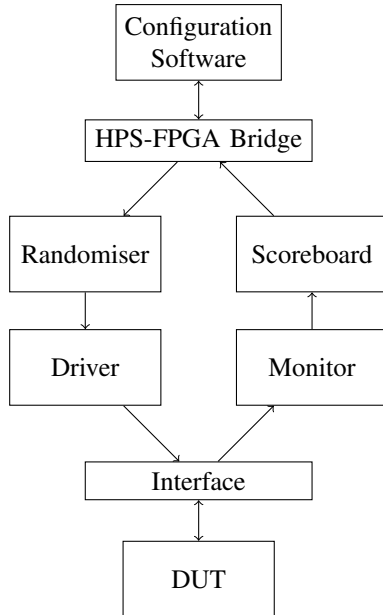 Configuration
Software
HPS-FPGA Bridge
Randomiser
Scoreboard
Driver
Monitor
Interface
DUT